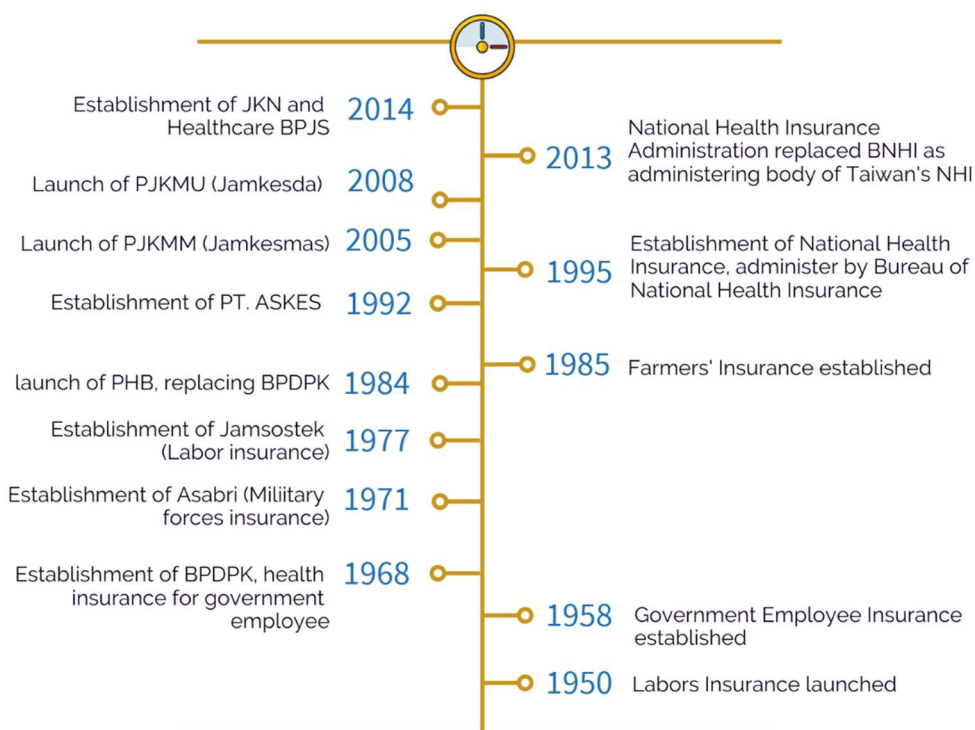 Establishment of JKN and
Healthcare BPJS
2014
National Health Insurance
Administration replaced BNHI as
administering body of Taiwan's NHI
2013
Launch of PJKMU (Jamkesda)
2008
Launch of PJKMM (Jamkesmas)
2005
Establishment of National Health
Insurance, administer by Bureau of
National Health Insurance
1995
Establishment of PT. ASKES
1992
1985
Farmers' Insurance established
launch of PHB, replacing BPDPK
1984
Establishment of Jamsostek
(Labor insurance)
1977
Establishment of Asabri (Miliitary
forces insurance)
1971
Establishment of BPDPK, health
insurance for government
employee
1968
1958
Government Employee Insurance
established
1950
Labors Insurance launched